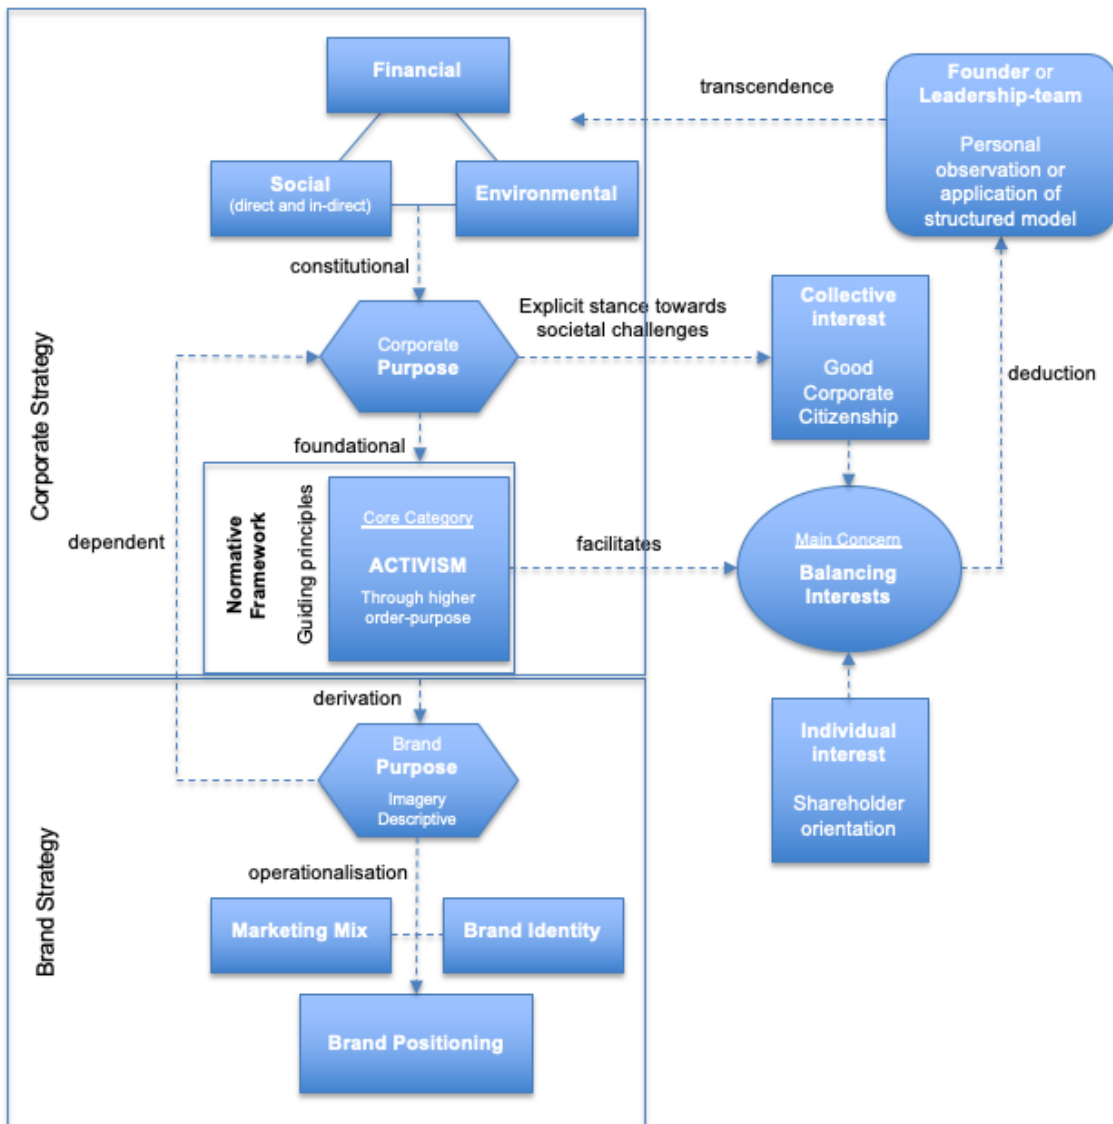 Financial
Social
(direct and in-direct)
Environmental
transcendence
Founder or
Leadership-team
Personal
observation or
application of
structured model
constitutional
Corporate
Purpose
Explicit stance towards
societal challenges
Collective
interest
Good
Corporate
Citizenship
deduction
Corporate Strategy
foundational
dependent
Normative
Framework
Guiding principles
Core Category
ACTIVISM
Through higher
order-purpose
facilitates
Main Concern
Balancing
Interests
derivation
Brand
Purpose
Imagery
Descriptive
Individual
interest
Shareholder
orientation
Brand Strategy
operationalisation
Marketing Mix
Brand Identity
Brand Positioning